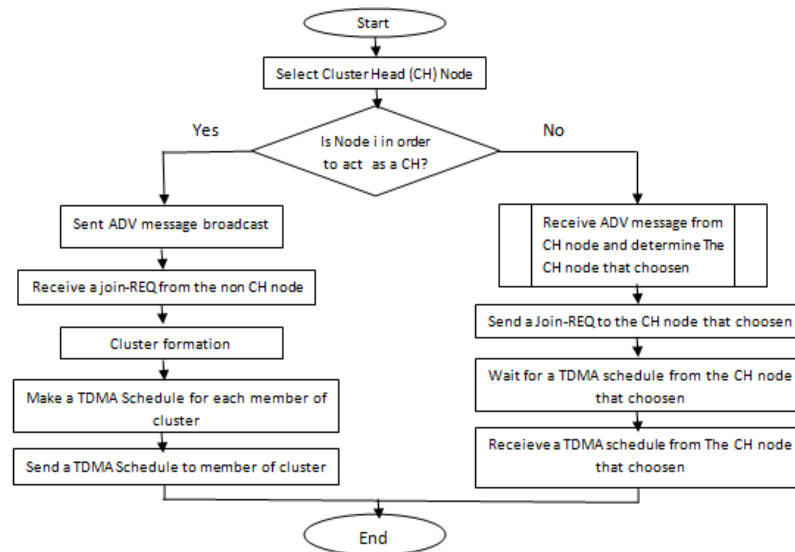 Start
Select Cluster Head (CH) Node
Yes
No
Is Node i in order
to act as a CH?
Sent ADV message broadcast
Receive a join-REQ from the non CH node
Cluster formation
Make a TDMA Schedule for each member of
cluster
Send a TDMA Schedule to member of cluster
Receive ADV message from
CH node and determine The
CH node that choosen
Send a Join-REQ to the CH node that choosen
Wait for a TDMA schedule from the CH node
that choosen
Receieve a TDMA schedule from The CH node
that choosen
End